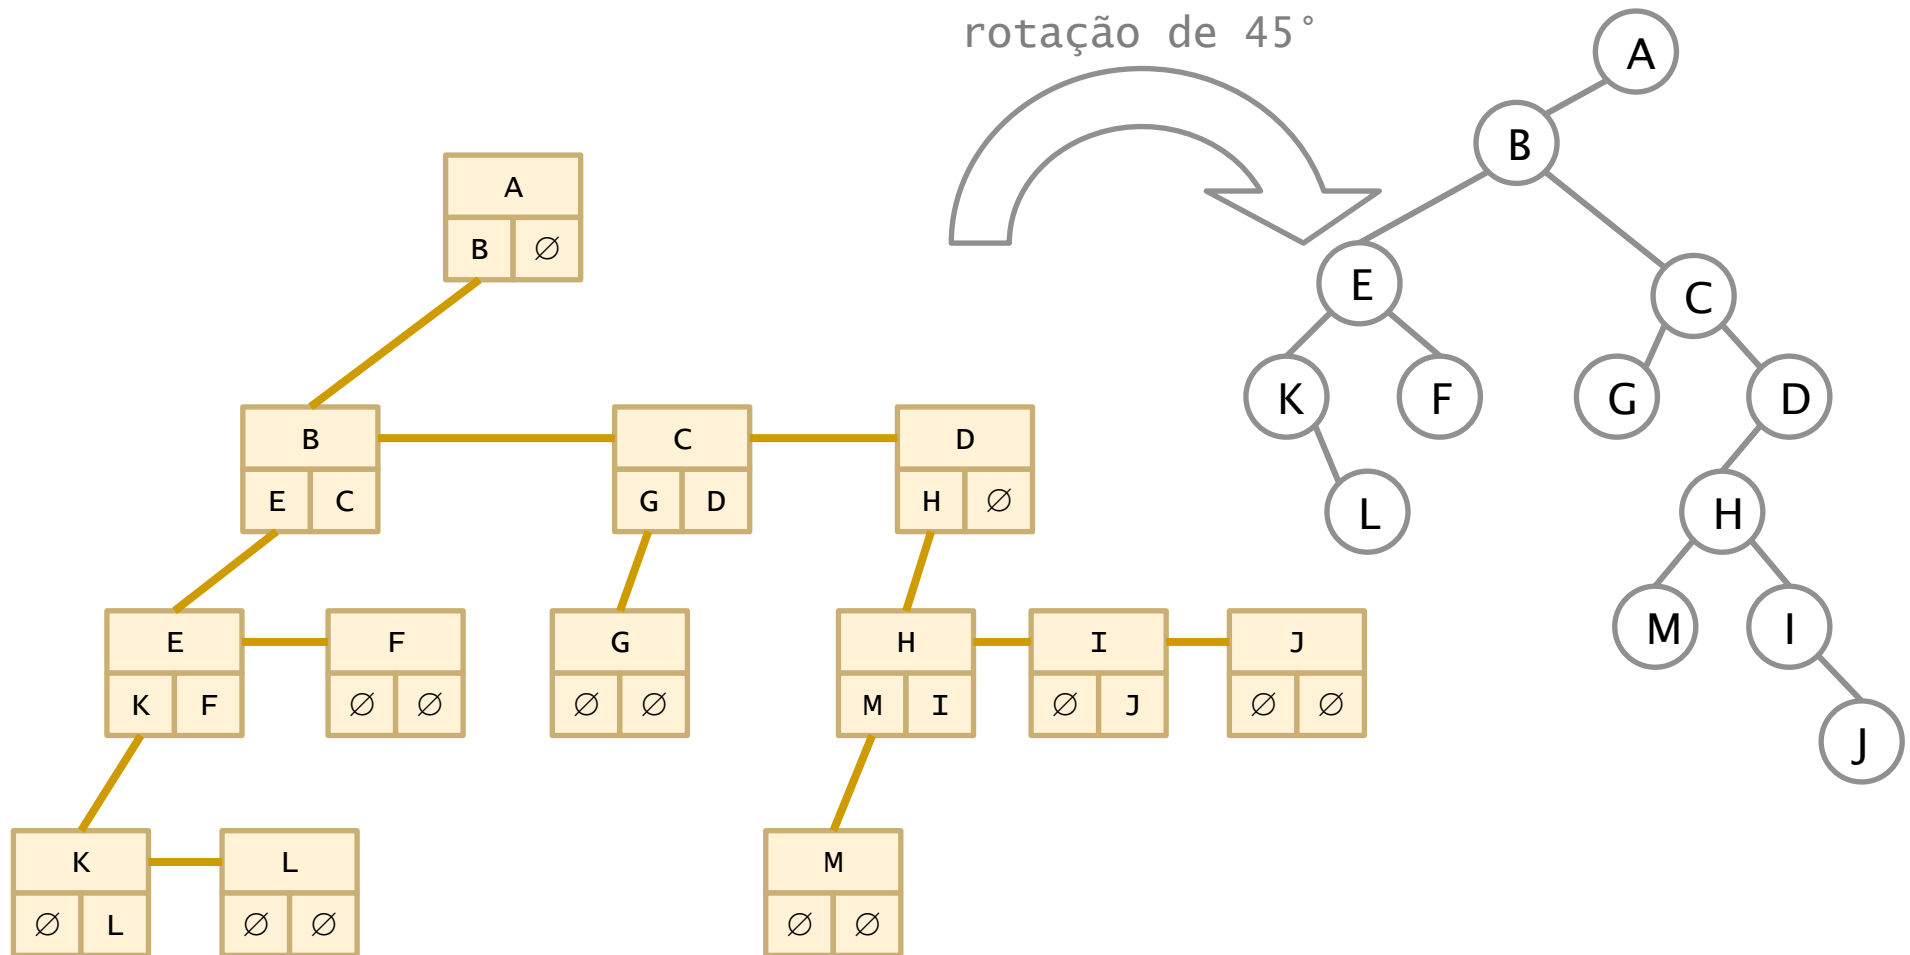 rotação de 45°
A
B ∅
B C D
E C G D H ∅
E F G H I J
K F ∅ ∅ ∅ ∅ M I ∅ J ∅ ∅
K L M
∅ L ∅ ∅ ∅ ∅
A
B
E C
K F G D
L H
M I
J